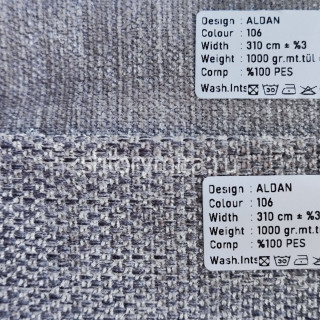 Design : ALDAN
Colour : 106
Width : 310 cm ± %3
Weight : 1000 gr.mt.tül
Comp : %100 PES
Wash.Ints
Design : ALDAN
Colour : 106
Width : 310 cm ± %3
Weight : 1000 gr.mt.t
Comp : %100 PES
Wash.Ints